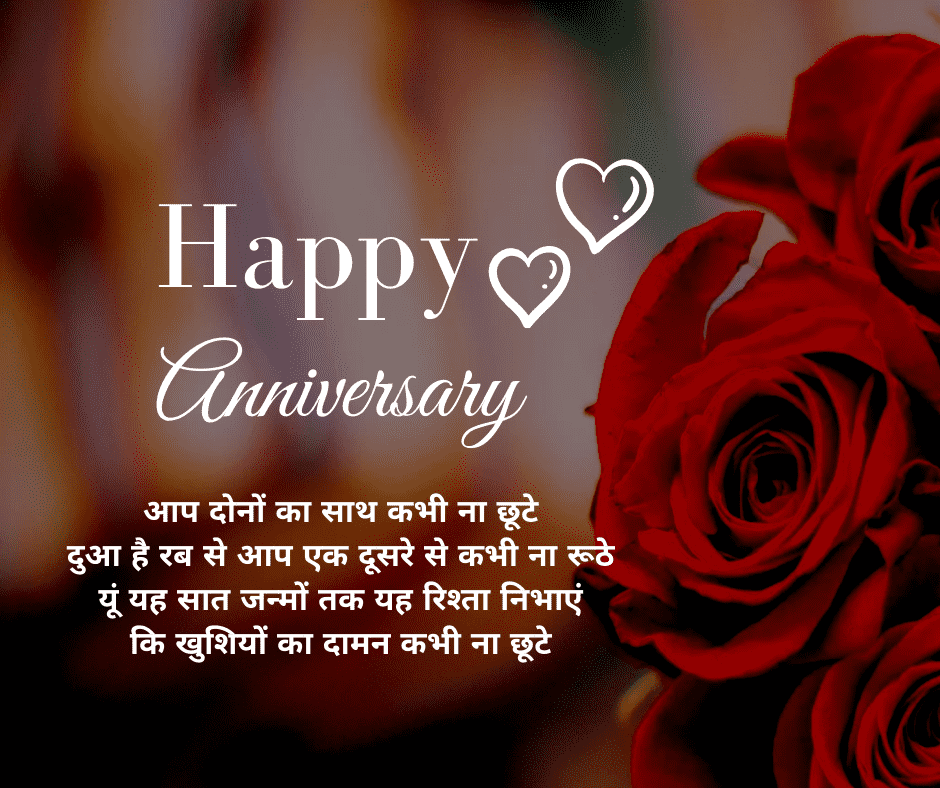 Happy
Anniversary
आप दोनों का साथ कभी ना छूटे
दुआ है रब से आप एक दूसरे से कभी ना रूठे
यूं यह सात जन्मों तक यह रिश्ता निभाएं
कि खुशियों का दामन कभी ना छूटे